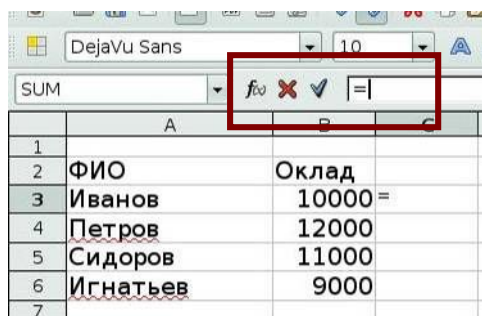 DejaVu Sans 10
SUM f(x) =
A B C
1
2 ФИО Оклад
3 Иванов 10000 =
4 Петров 12000
5 Сидоров 11000
6 Игнатьев 9000
7